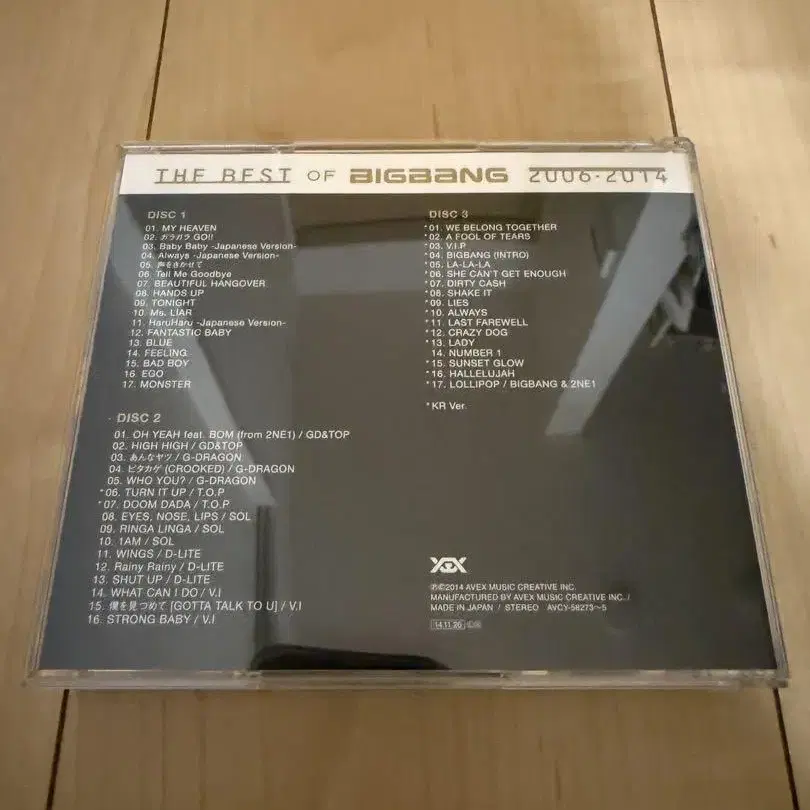 THE BEST OF BIGBANG 2006-2014
DISC 1
01. MY HEAVEN
02. ガラガラ GO!!
03. Baby Baby -Japanese Version-
04. Always -Japanese Version-
05. 声をきかせて
06. Tell Me Goodbye
07. BEAUTIFUL HANGOVER
08. HANDS UP
09. TONIGHT
10. Ms. LIAR
11. HaruHaru -Japanese Version-
12. FANTASTIC BABY
13. BLUE
14. FEELING
15. BAD BOY
16. EGO
17. MONSTER
DISC 2
01. OH YEAH feat. BOM (from 2NE1) / GD&TOP
02. HIGH HIGH / GD&TOP
03. あんなヤツ / G-DRAGON
04. ピタカゲ (CROOKED) / G-DRAGON
05. WHO YOU? / G-DRAGON
*06. TURN IT UP / T.O.P
*07. DOOM DADA / T.O.P
08. EYES, NOSE, LIPS / SOL
09. RINGA LINGA / SOL
10. 1AM / SOL
11. WINGS / D-LITE
12. Rainy Rainy / D-LITE
13. SHUT UP / D-LITE
14. WHAT CAN I DO / V.I
15. 僕を見つめて [GOTTA TALK TO U] / V.I
16. STRONG BABY / V.I
DISC 3
*01. WE BELONG TOGETHER
*02. A FOOL OF TEARS
*03. V.I.P
*04. BIGBANG (INTRO)
*05. LA-LA-LA
*06. SHE CAN'T GET ENOUGH
*07. DIRTY CASH
*08. SHAKE IT
*09. LIES
*10. ALWAYS
*11. LAST FAREWELL
*12. CRAZY DOG
*13. LADY
14. NUMBER 1
*15. SUNSET GLOW
*16. HALLELUJAH
*17. LOLLIPOP / BIGBANG & 2NE1
*KR Ver.
YGEX
℗©2014 AVEX MUSIC CREATIVE INC.
MANUFACTURED BY AVEX MUSIC CREATIVE INC. /
MADE IN JAPAN / STEREO AVCY-58273~5
14.11.26